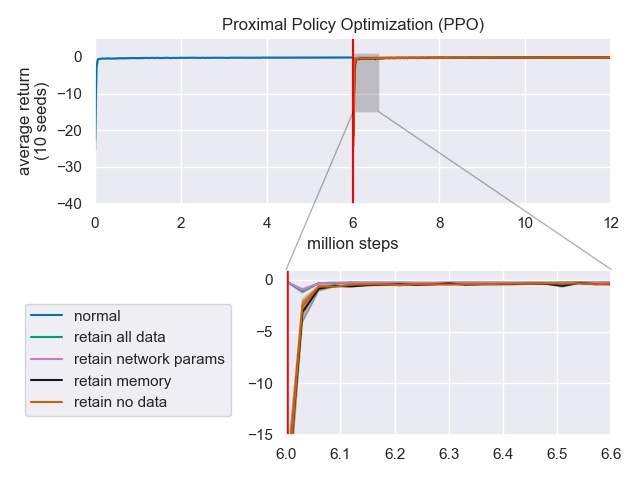 Proximal Policy Optimization (PPO)
average return
(10 seeds)
0
−10
−20
−30
−40
0 2 4 6 8 10 12
million steps
normal
retain all data
retain network params
retain memory
retain no data
0
−5
−10
−15
6.0 6.1 6.2 6.3 6.4 6.5 6.6